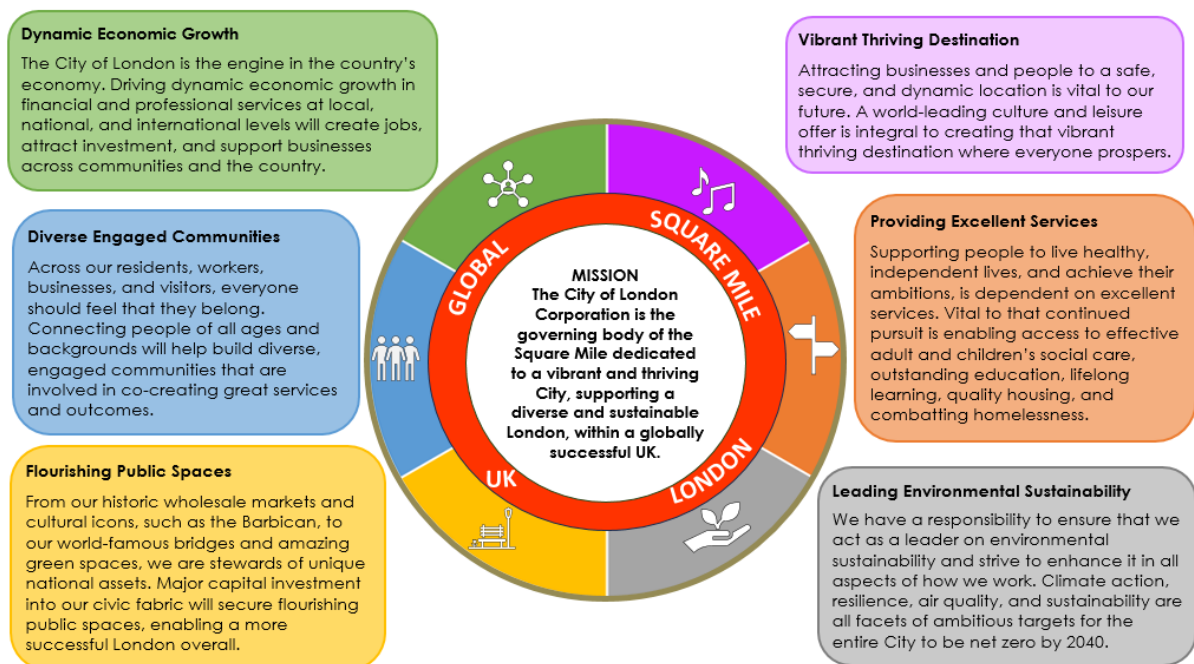 Dynamic Economic Growth
The City of London is the engine in the country's
economy. Driving dynamic economic growth in
financial and professional services at local,
national, and international levels will create jobs,
attract investment, and support businesses
across communities and the country.
Vibrant Thriving Destination
Attracting businesses and people to a safe,
secure, and dynamic location is vital to our
future. A world-leading culture and leisure
offer is integral to creating that vibrant
thriving destination where everyone prospers.
Diverse Engaged Communities
Across our residents, workers,
businesses, and visitors, everyone
should feel that they belong.
Connecting people of all ages and
backgrounds will help build diverse,
engaged communities that are
involved in co-creating great services
and outcomes.
GLOBAL
SQUARE MILE
MISSION
The City of London
Corporation is the
governing body of the
Square Mile dedicated
to a vibrant and thriving
City, supporting a
diverse and sustainable
London, within a globally
successful UK.
UK
LONDON
Providing Excellent Services
Supporting people to live healthy,
independent lives, and achieve their
ambitions, is dependent on excellent
services. Vital to that continued
pursuit is enabling access to effective
adult and children's social care,
outstanding education, lifelong
learning, quality housing, and
combatting homelessness.
Flourishing Public Spaces
From our historic wholesale markets and
cultural icons, such as the Barbican, to
our world-famous bridges and amazing
green spaces, we are stewards of unique
national assets. Major capital investment
into our civic fabric will secure flourishing
public spaces, enabling a more
successful London overall.
Leading Environmental Sustainability
We have a responsibility to ensure that we
act as a leader on environmental
sustainability and strive to enhance it in all
aspects of how we work. Climate action,
resilience, air quality, and sustainability are
all facets of ambitious targets for the
entire City to be net zero by 2040.